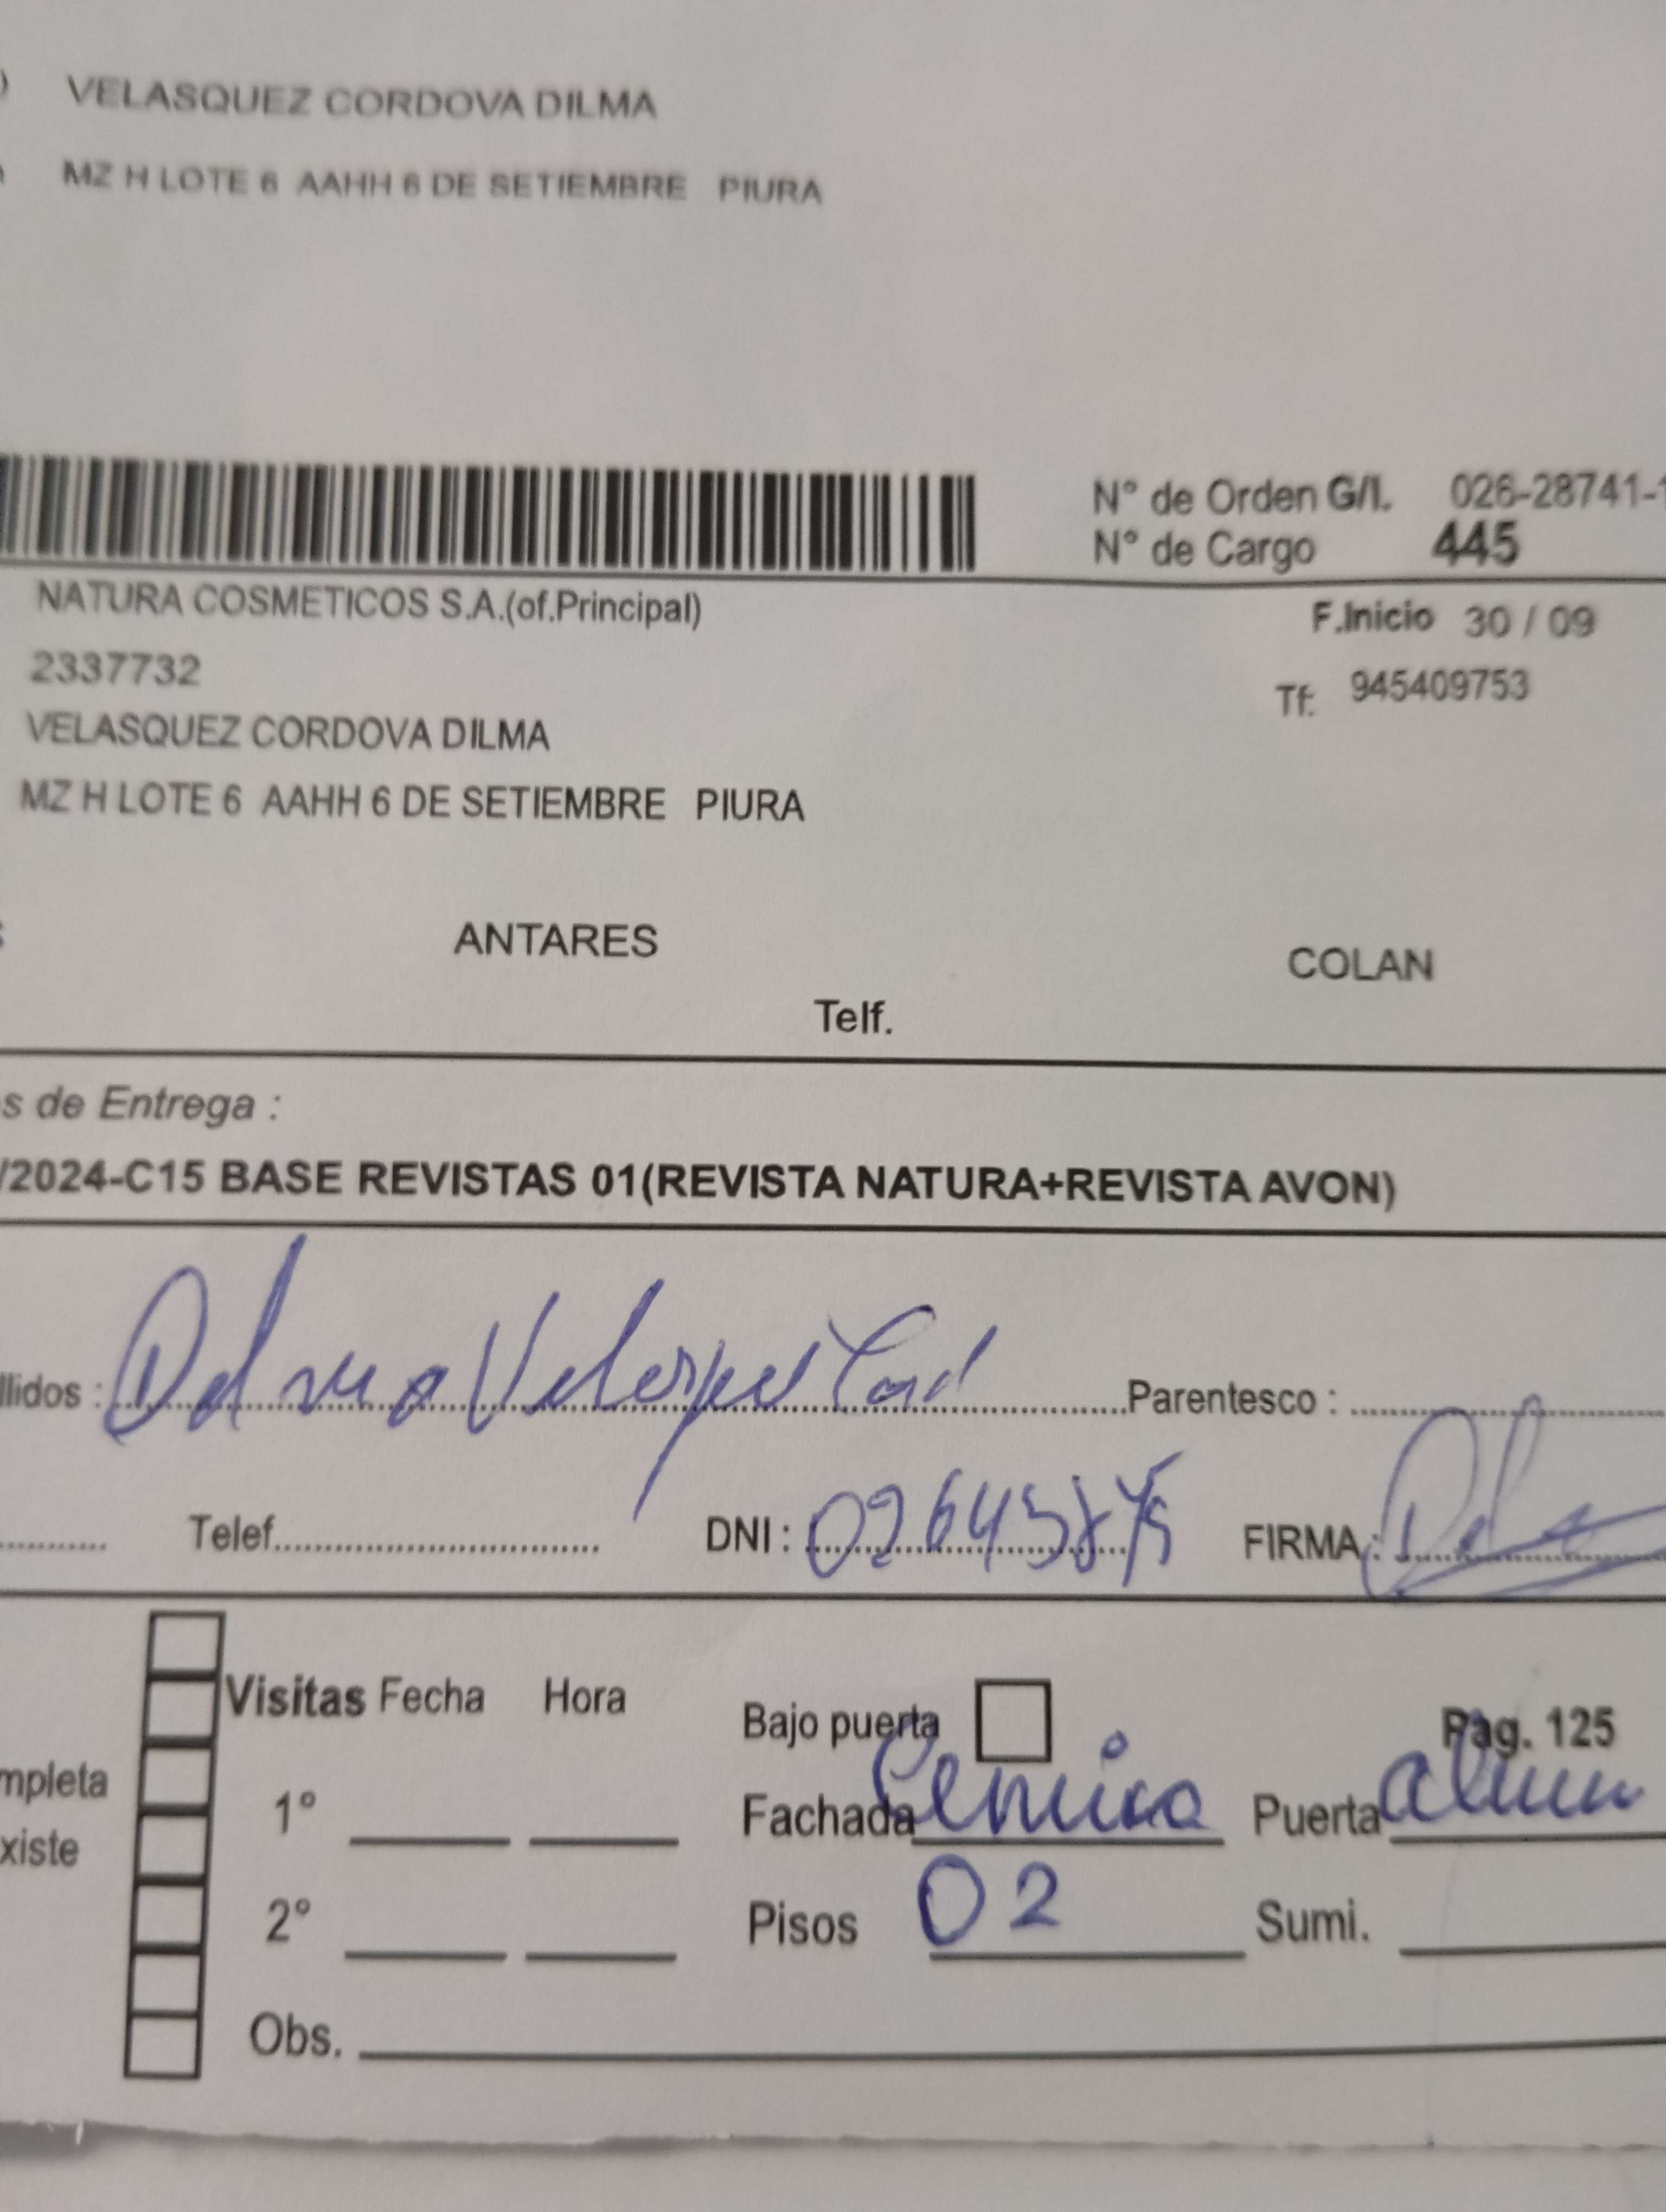 VELASQUEZ CORDOVA DILMA
MZ H LOTE 6 AAHH 6 DE SETIEMBRE PIURA
N° de Orden G/I. 026-28741-1
N° de Cargo 445
NATURA COSMETICOS S.A.(of.Principal)
F.Inicio 30 / 09
2337732
Tf: 945409753
VELASQUEZ CORDOVA DILMA
MZ H LOTE 6 AAHH 6 DE SETIEMBRE PIURA
ANTARES COLAN
Telf.
s de Entrega :
/2024-C15 BASE REVISTAS 01(REVISTA NATURA+REVISTA AVON)
llidos : Parentesco :
Telef. DNI : FIRMA :
Visitas Fecha Hora Bajo puerta Pag. 125
mpleta
1° Fachada Puerta
xiste
2° Pisos 02 Sumi.
Obs.